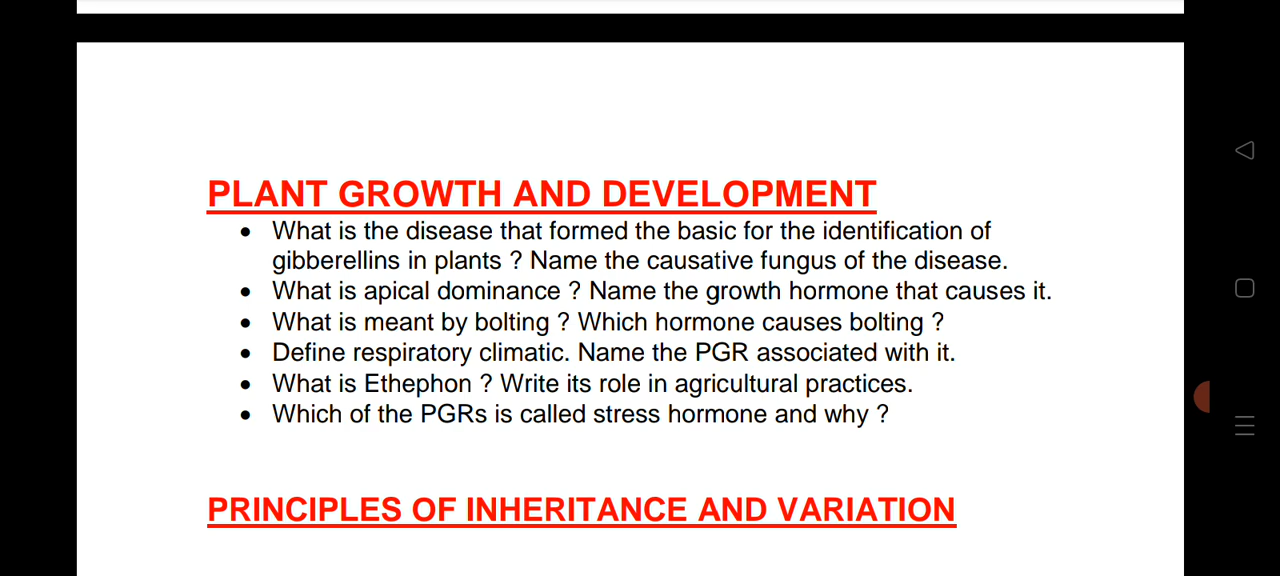 PLANT GROWTH AND DEVELOPMENT
• What is the disease that formed the basic for the identification of
gibberellins in plants ? Name the causative fungus of the disease.
• What is apical dominance ? Name the growth hormone that causes it.
• What is meant by bolting ? Which hormone causes bolting ?
• Define respiratory climatic. Name the PGR associated with it.
• What is Ethephon ? Write its role in agricultural practices.
• Which of the PGRs is called stress hormone and why ?
PRINCIPLES OF INHERITANCE AND VARIATION